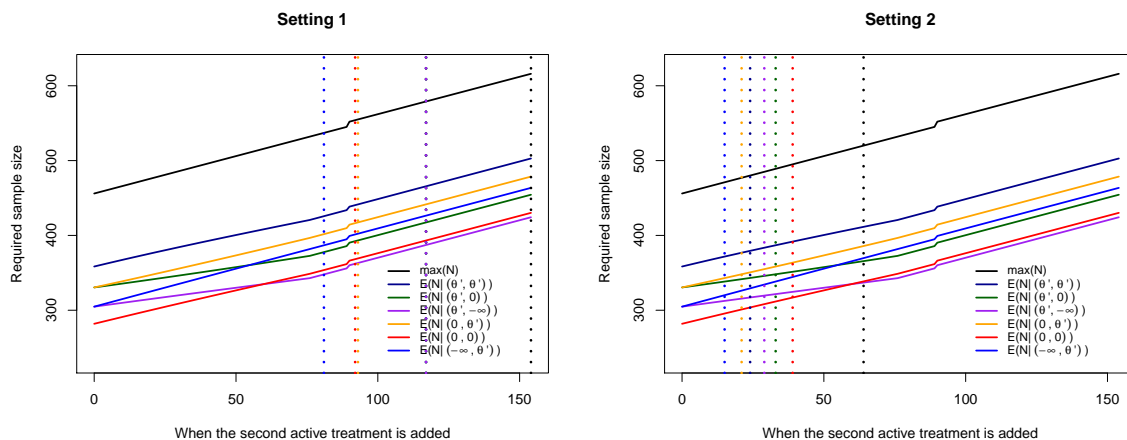 Setting 1
Required sample size
600
500
400
300
max(N)
E(N| (θ', θ'))
E(N| (θ', 0))
E(N| (θ', −∞))
E(N| (0, θ'))
E(N| (0, 0))
E(N| (−∞, θ'))
0 50 100 150
When the second active treatment is added
Setting 2
Required sample size
600
500
400
300
max(N)
E(N| (θ', θ'))
E(N| (θ', 0))
E(N| (θ', −∞))
E(N| (0, θ'))
E(N| (0, 0))
E(N| (−∞, θ'))
0 50 100 150
When the second active treatment is added